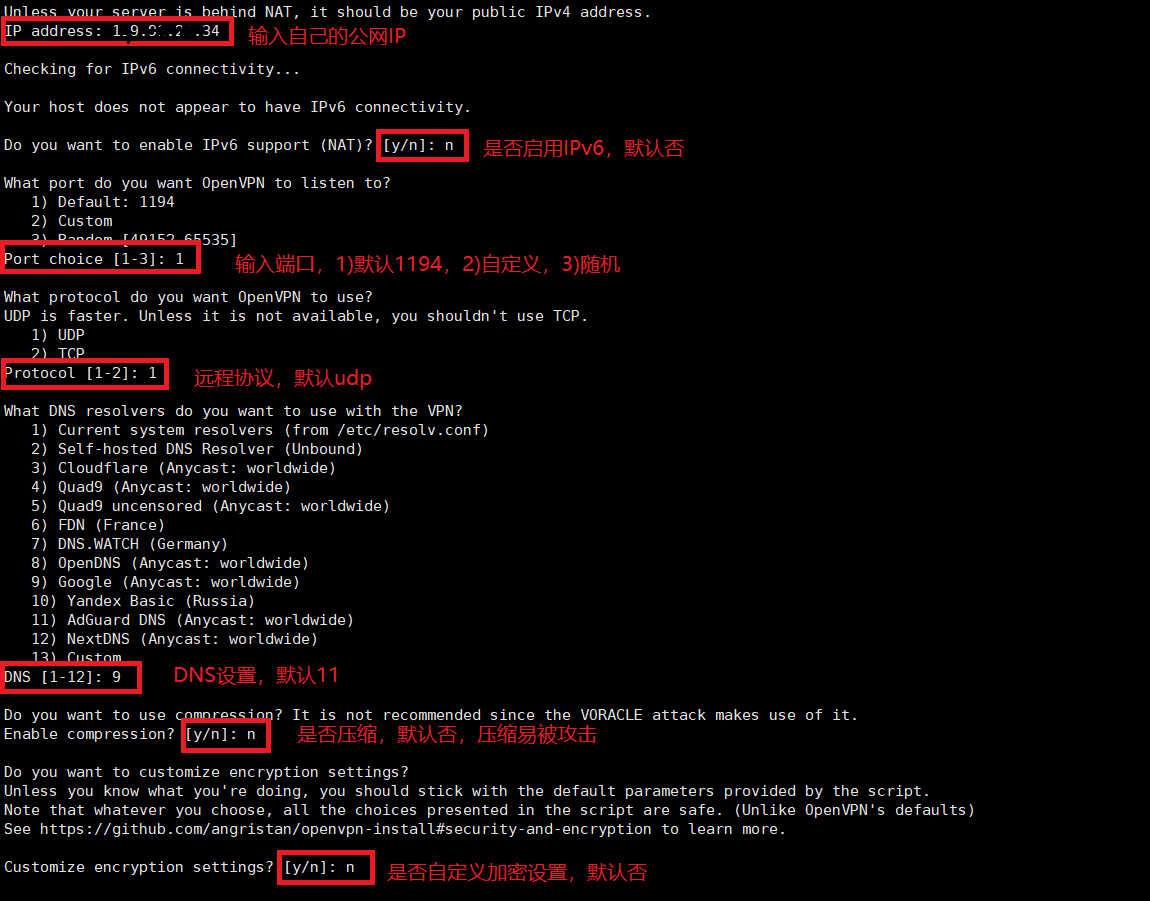 Unless your server is behind NAT, it should be your public IPv4 address.
IP address: .34 输入自己的公网IP
Checking for IPv6 connectivity...
Your host does not appear to have IPv6 connectivity.
Do you want to enable IPv6 support (NAT)? [y/n]: n 是否启用IPv6，默认否
What port do you want OpenVPN to listen to?
1) Default: 1194
2) Custom
3) Random [49152-65535]
Port choice [1-3]: 1 输入端口，1)默认1194，2)自定义，3)随机
What protocol do you want OpenVPN to use?
UDP is faster. Unless it is not available, you shouldn't use TCP.
1) UDP
2) TCP
Protocol [1-2]: 1 远程协议，默认udp
What DNS resolvers do you want to use with the VPN?
1) Current system resolvers (from /etc/resolv.conf)
2) Self-hosted DNS Resolver (Unbound)
3) Cloudflare (Anycast: worldwide)
4) Quad9 (Anycast: worldwide)
5) Quad9 uncensored (Anycast: worldwide)
6) FDN (France)
7) DNS.WATCH (Germany)
8) OpenDNS (Anycast: worldwide)
9) Google (Anycast: worldwide)
10) Yandex Basic (Russia)
11) AdGuard DNS (Anycast: worldwide)
12) NextDNS (Anycast: worldwide)
13) Custom
DNS [1-12]: 9 DNS设置，默认11
Do you want to use compression? It is not recommended since the VORACLE attack makes use of it.
Enable compression? [y/n]: n 是否压缩，默认否，压缩易被攻击
Do you want to customize encryption settings?
Unless you know what you're doing, you should stick with the default parameters provided by the script.
Note that whatever you choose, all the choices presented in the script are safe. (Unlike OpenVPN's defaults)
See https://github.com/angristan/openvpn-install#security-and-encryption to learn more.
Customize encryption settings? [y/n]: n 是否自定义加密设置，默认否